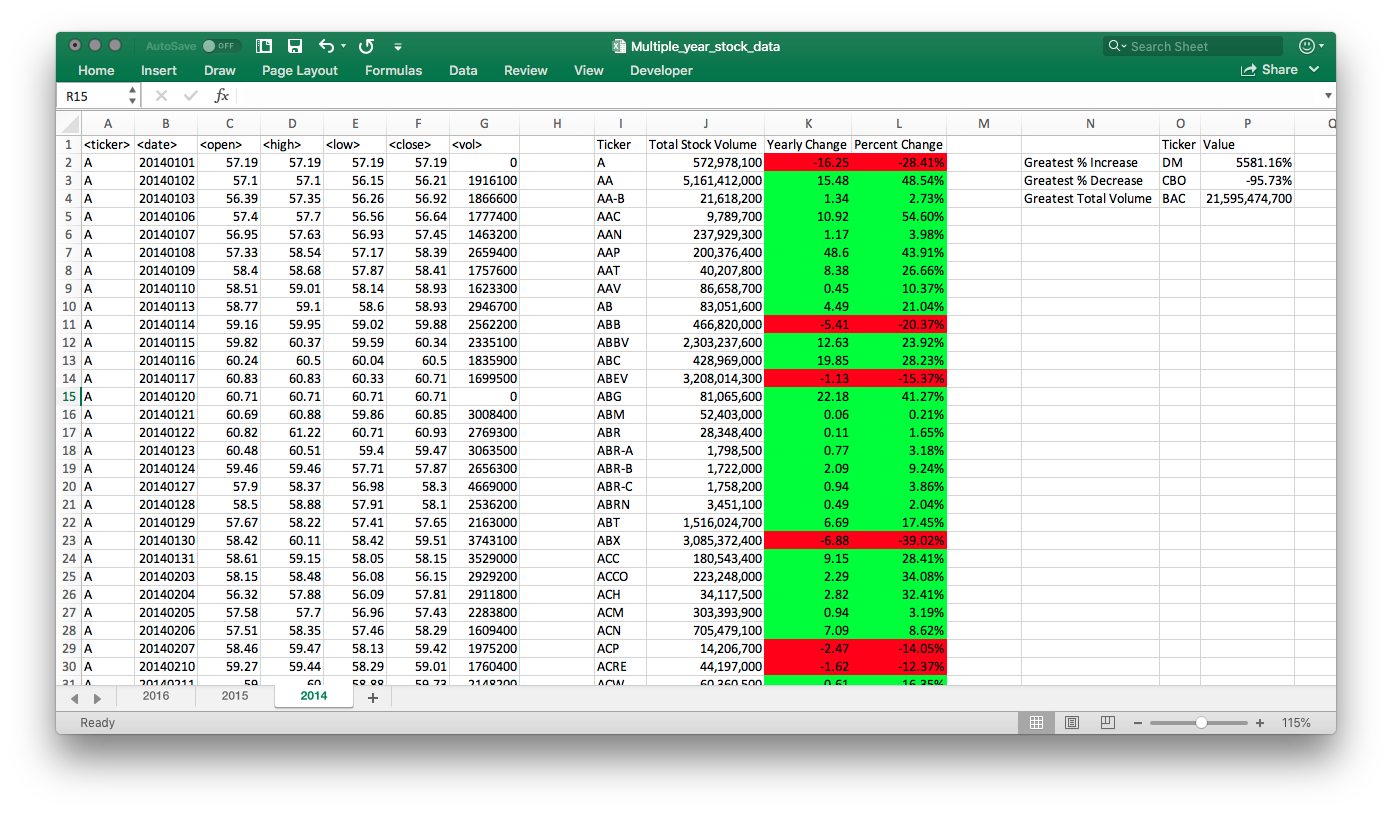 AutoSave OFF Multiple_year_stock_data Search Sheet
Home Insert Draw Page Layout Formulas Data Review View Developer Share
R15 fx
A B C D E F G H I J K L M N O P Q
1 <ticker> <date> <open> <high> <low> <close> <vol> Ticker Total Stock Volume Yearly Change Percent Change Ticker Value
2 A 20140101 57.19 57.19 57.19 57.19 0 A 572,978,100 -16.25 -28.41% Greatest % Increase DM 5581.16%
3 A 20140102 57.1 57.1 56.15 56.21 1916100 AA 5,161,412,000 15.48 48.54% Greatest % Decrease CBO -95.73%
4 A 20140103 56.39 57.35 56.26 56.92 1866600 AA-B 21,618,200 1.34 2.73% Greatest Total Volume BAC 21,595,474,700
5 A 20140106 57.4 57.7 56.56 56.64 1777400 AAC 9,789,700 10.92 54.60%
6 A 20140107 56.95 57.63 56.93 57.45 1463200 AAN 237,929,300 1.17 3.98%
7 A 20140108 57.33 58.54 57.17 58.39 2659400 AAP 200,376,400 48.6 43.91%
8 A 20140109 58.4 58.68 57.87 58.41 1757600 AAT 40,207,800 8.38 26.66%
9 A 20140110 58.51 59.01 58.14 58.93 1623300 AAV 86,658,700 0.45 10.37%
10 A 20140113 58.77 59.1 58.6 58.93 2946700 AB 83,051,600 4.49 21.04%
11 A 20140114 59.16 59.95 59.02 59.88 2562200 ABB 466,820,000 -5.41 -20.37%
12 A 20140115 59.82 60.37 59.59 60.34 2335100 ABBV 2,303,237,600 12.63 23.92%
13 A 20140116 60.24 60.5 60.04 60.5 1835900 ABC 428,969,000 19.85 28.23%
14 A 20140117 60.83 60.83 60.33 60.71 1699500 ABEV 3,208,014,300 -1.13 -15.37%
15 A 20140120 60.71 60.71 60.71 60.71 0 ABG 81,065,600 22.18 41.27%
16 A 20140121 60.69 60.88 59.86 60.85 3008400 ABM 52,403,000 0.06 0.21%
17 A 20140122 60.82 61.22 60.71 60.93 2769300 ABR 28,348,400 0.11 1.65%
18 A 20140123 60.48 60.51 59.4 59.47 3063500 ABR-A 1,798,500 0.77 3.18%
19 A 20140124 59.46 59.46 57.71 57.87 2656300 ABR-B 1,722,000 2.09 9.24%
20 A 20140127 57.9 58.37 56.98 58.3 4669000 ABR-C 1,758,200 0.94 3.86%
21 A 20140128 58.5 58.88 57.91 58.1 2536200 ABRN 3,451,100 0.49 2.04%
22 A 20140129 57.67 58.22 57.41 57.65 2163000 ABT 1,516,024,700 6.69 17.45%
23 A 20140130 58.42 60.11 58.42 59.51 3743100 ABX 3,085,372,400 -6.88 -39.02%
24 A 20140131 58.61 59.15 58.05 58.15 3529000 ACC 180,543,400 9.15 28.41%
25 A 20140203 58.15 58.48 56.08 56.15 2929200 ACCO 223,248,000 2.29 34.08%
26 A 20140204 56.32 57.88 56.09 57.81 2911800 ACH 34,117,500 2.82 32.41%
27 A 20140205 57.58 57.7 56.96 57.43 2283800 ACM 303,393,900 0.94 3.19%
28 A 20140206 57.51 58.35 57.46 58.29 1609400 ACN 705,479,100 7.09 8.62%
29 A 20140207 58.46 59.47 58.13 59.42 1975200 ACP 14,206,700 -2.47 -14.05%
30 A 20140210 59.27 59.44 58.29 59.01 1760400 ACRE 44,197,000 -1.62 -12.37%
31 A 20140211 59 60 58.88 59.73 2148200 ACW 60,360,500 0.61 16.35%
2016 2015 2014
Ready 115%